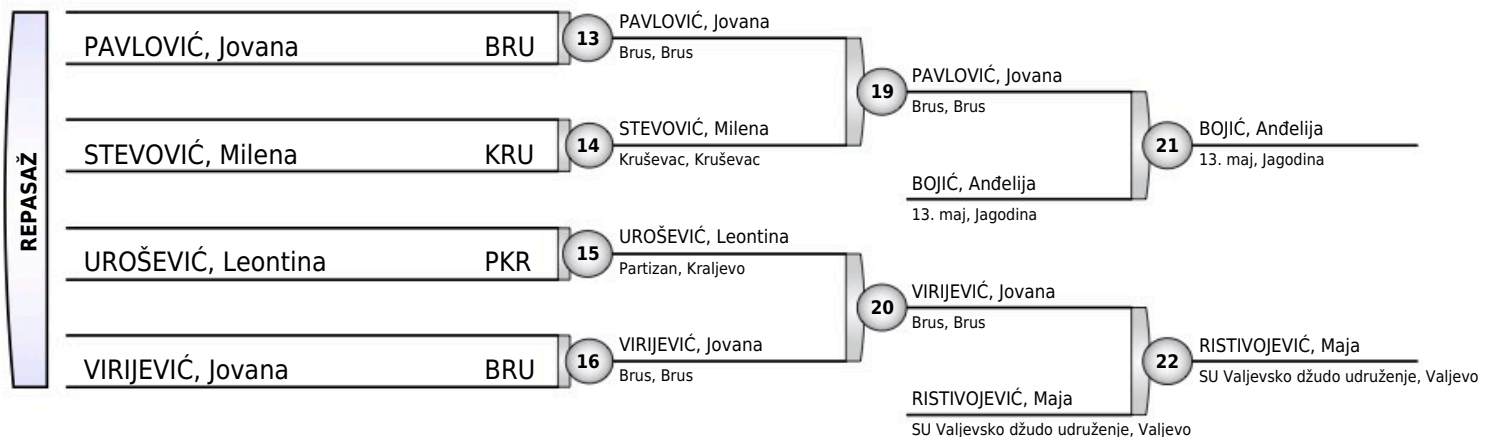 REPASAŽ
PAVLOVIĆ, Jovana BRU
STEVOVIĆ, Milena KRU
UROŠEVIĆ, Leontina PKR
VIRIJEVIĆ, Jovana BRU
13
PAVLOVIĆ, Jovana
Brus, Brus
14
STEVOVIĆ, Milena
Kruševac, Kruševac
15
UROŠEVIĆ, Leontina
Partizan, Kraljevo
16
VIRIJEVIĆ, Jovana
Brus, Brus
19
PAVLOVIĆ, Jovana
Brus, Brus
BOJIĆ, Anđelija
13. maj, Jagodina
20
VIRIJEVIĆ, Jovana
Brus, Brus
RISTIVOJEVIĆ, Maja
SU Valjevsko džudo udruženje, Valjevo
21
BOJIĆ, Anđelija
13. maj, Jagodina
22
RISTIVOJEVIĆ, Maja
SU Valjevsko džudo udruženje, Valjevo